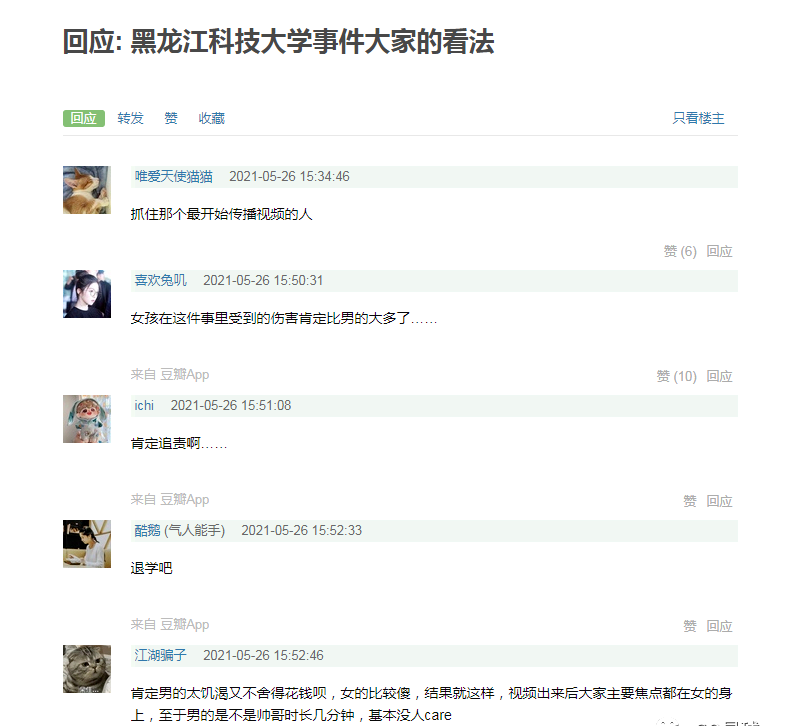 回应: 黑龙江科技大学事件大家的看法
回应 转发 赞 收藏 只看楼主
唯爱天使猫猫 2021-05-26 15:34:46
抓住那个最开始传播视频的人
赞 (6) 回应
喜欢兔叽 2021-05-26 15:50:31
女孩在这件事里受到的伤害肯定比男的大多了……
来自 豆瓣App 赞 (10) 回应
ichi 2021-05-26 15:51:08
肯定追责啊……
来自 豆瓣App 赞 回应
酷鹅 (气人能手) 2021-05-26 15:52:33
退学吧
来自 豆瓣App 赞 回应
江湖骗子 2021-05-26 15:52:46
肯定男的太饥渴又不舍得花钱呗，女的比较傻，结果就这样，视频出来后大家主要焦点都在女的身
上，至于男的是不是帅哥时长几分钟，基本没人care